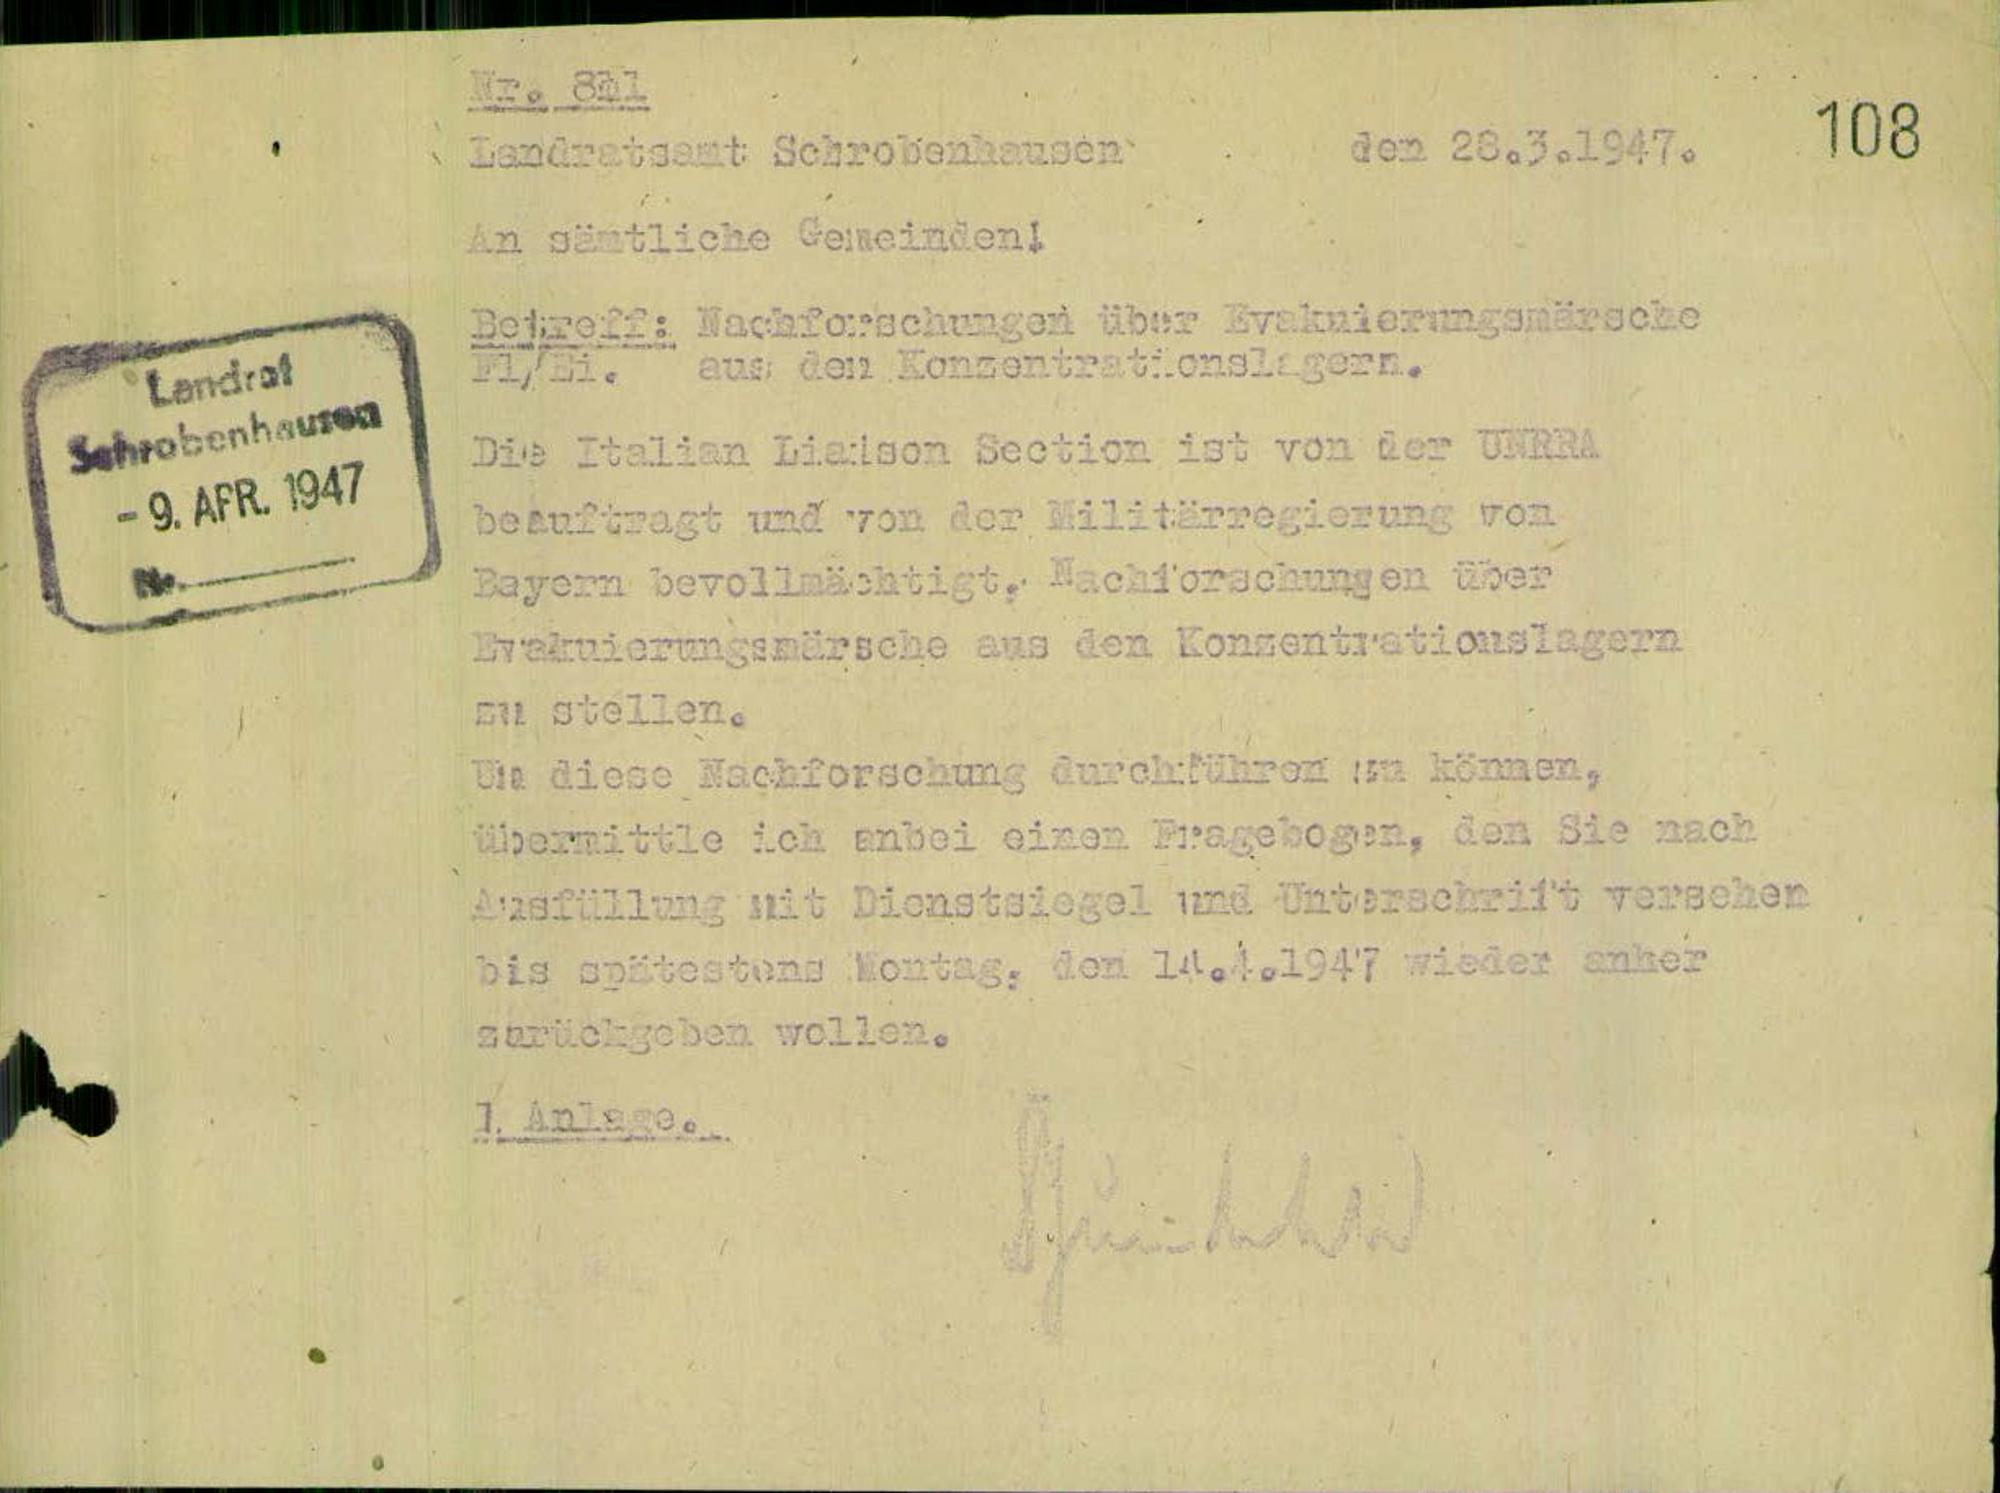 108
Landratsamt Schrobenhausen den 28.3.1947.
An sämtliche Gemeinden!
Betreff: Nachforschungen über Evakuierungsmärsche
Fl/Ei. aus den Konzentrationslagern.
Landrat
Schrobenhausen
- 9. APR. 1947
Nr.
Die Italian Liaison Section ist von der UNRRA
beauftragt und von der Militärregierung von
Bayern bevollmächtigt, Nachforschungen über
Evakuierungsmärsche aus den Konzentrationslagern
zu stellen.
Um diese Nachforschung durchführen zu können,
übermittle ich anbei einen Fragebogen, den Sie nach
Ausfüllung mit Dienstsiegel und Unterschrift versehen
bis spätestens Montag, den 14.4.1947 wieder anher
zurückgeben wollen.
1 Anlage.